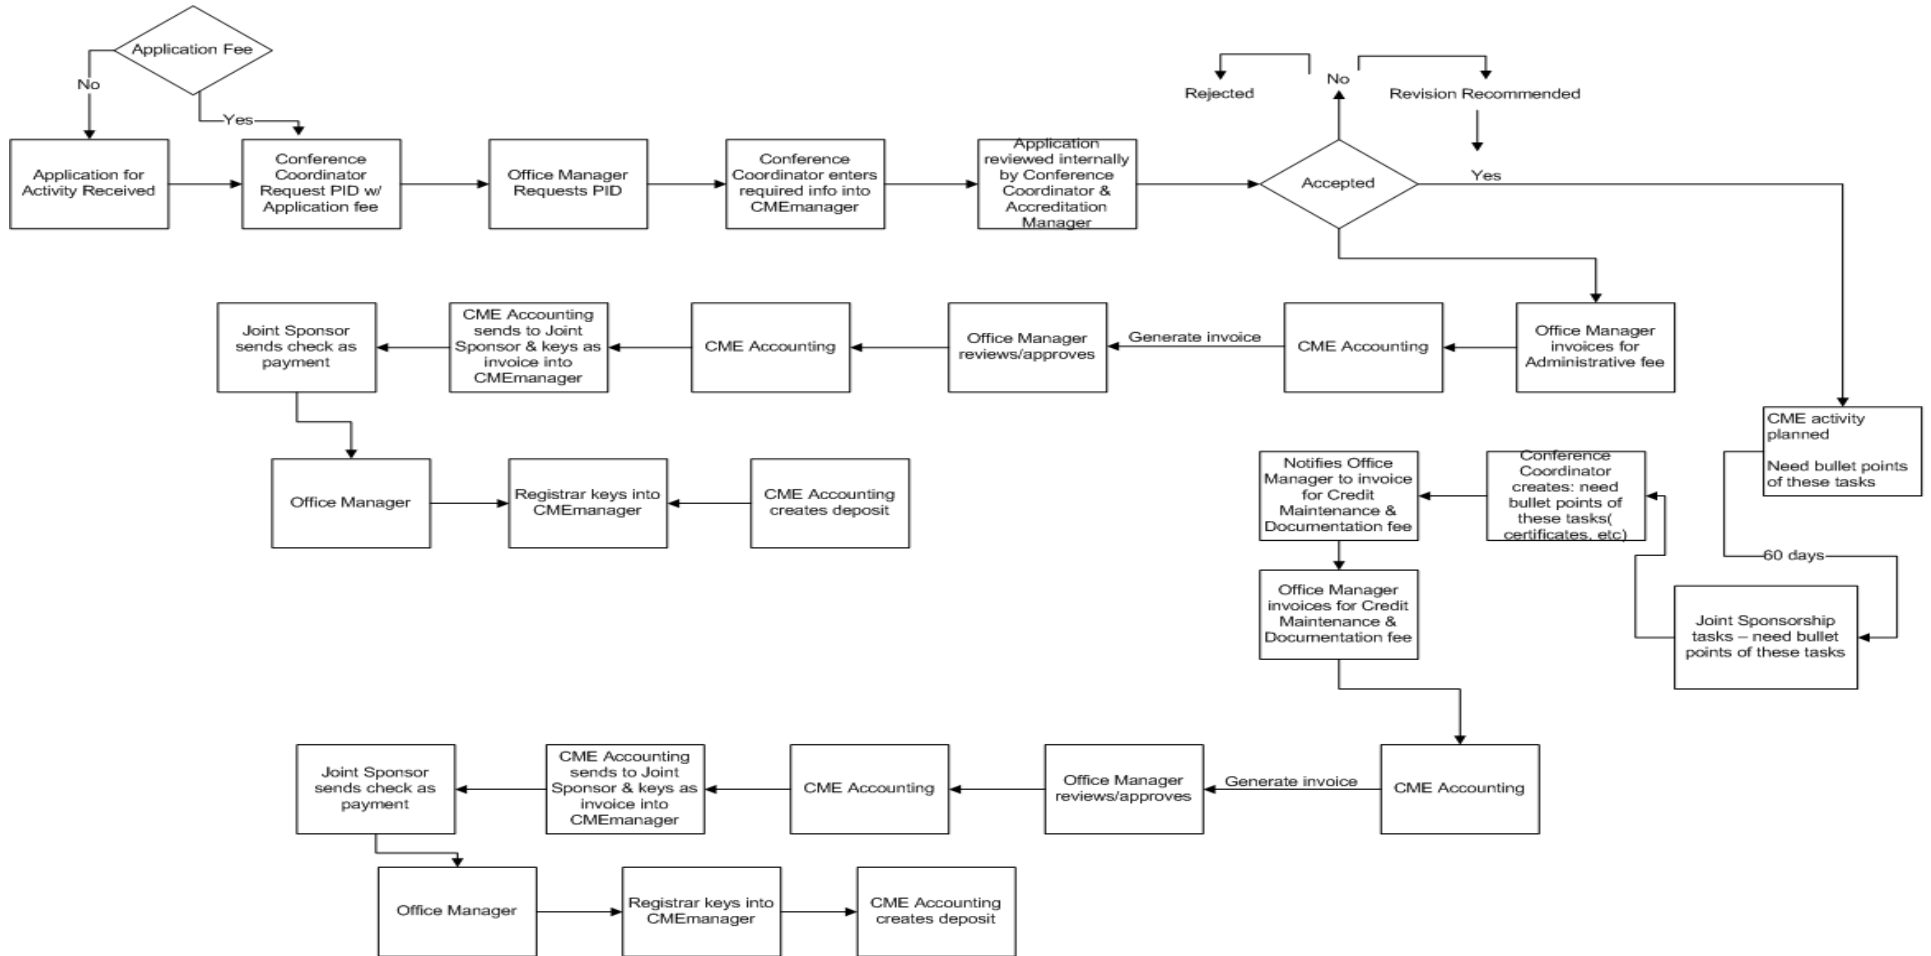 Application Fee
No
Yes
Application for
Activity Received
Conference
Coordinator
Request PID w/
Application fee
Office Manager
Requests PID
Conference
Coordinator enters
required info into
CMEmanager
Application
reviewed internally
by Conference
Coordinator &
Accreditation
Manager
Accepted
No
Rejected
Revision Recommended
Yes
Joint Sponsor
sends check as
payment
CME Accounting
sends to Joint
Sponsor & keys as
invoice into
CMEmanager
CME Accounting
Office Manager
reviews/approves
Generate invoice
CME Accounting
Office Manager
invoices for
Administrative fee
CME activity
planned
Need bullet points
of these tasks
Office Manager
Registrar keys into
CMEmanager
CME Accounting
creates deposit
Notifies Office
Manager to invoice
for Credit
Maintenance &
Documentation fee
Conference
Coordinator
creates: need
bullet points of
these tasks(
certificates, etc)
60 days
Office Manager
invoices for Credit
Maintenance &
Documentation fee
Joint Sponsorship
tasks – need bullet
points of these tasks
Joint Sponsor
sends check as
payment
CME Accounting
sends to Joint
Sponsor & keys as
invoice into
CMEmanager
CME Accounting
Office Manager
reviews/approves
Generate invoice
CME Accounting
Office Manager
Registrar keys into
CMEmanager
CME Accounting
creates deposit